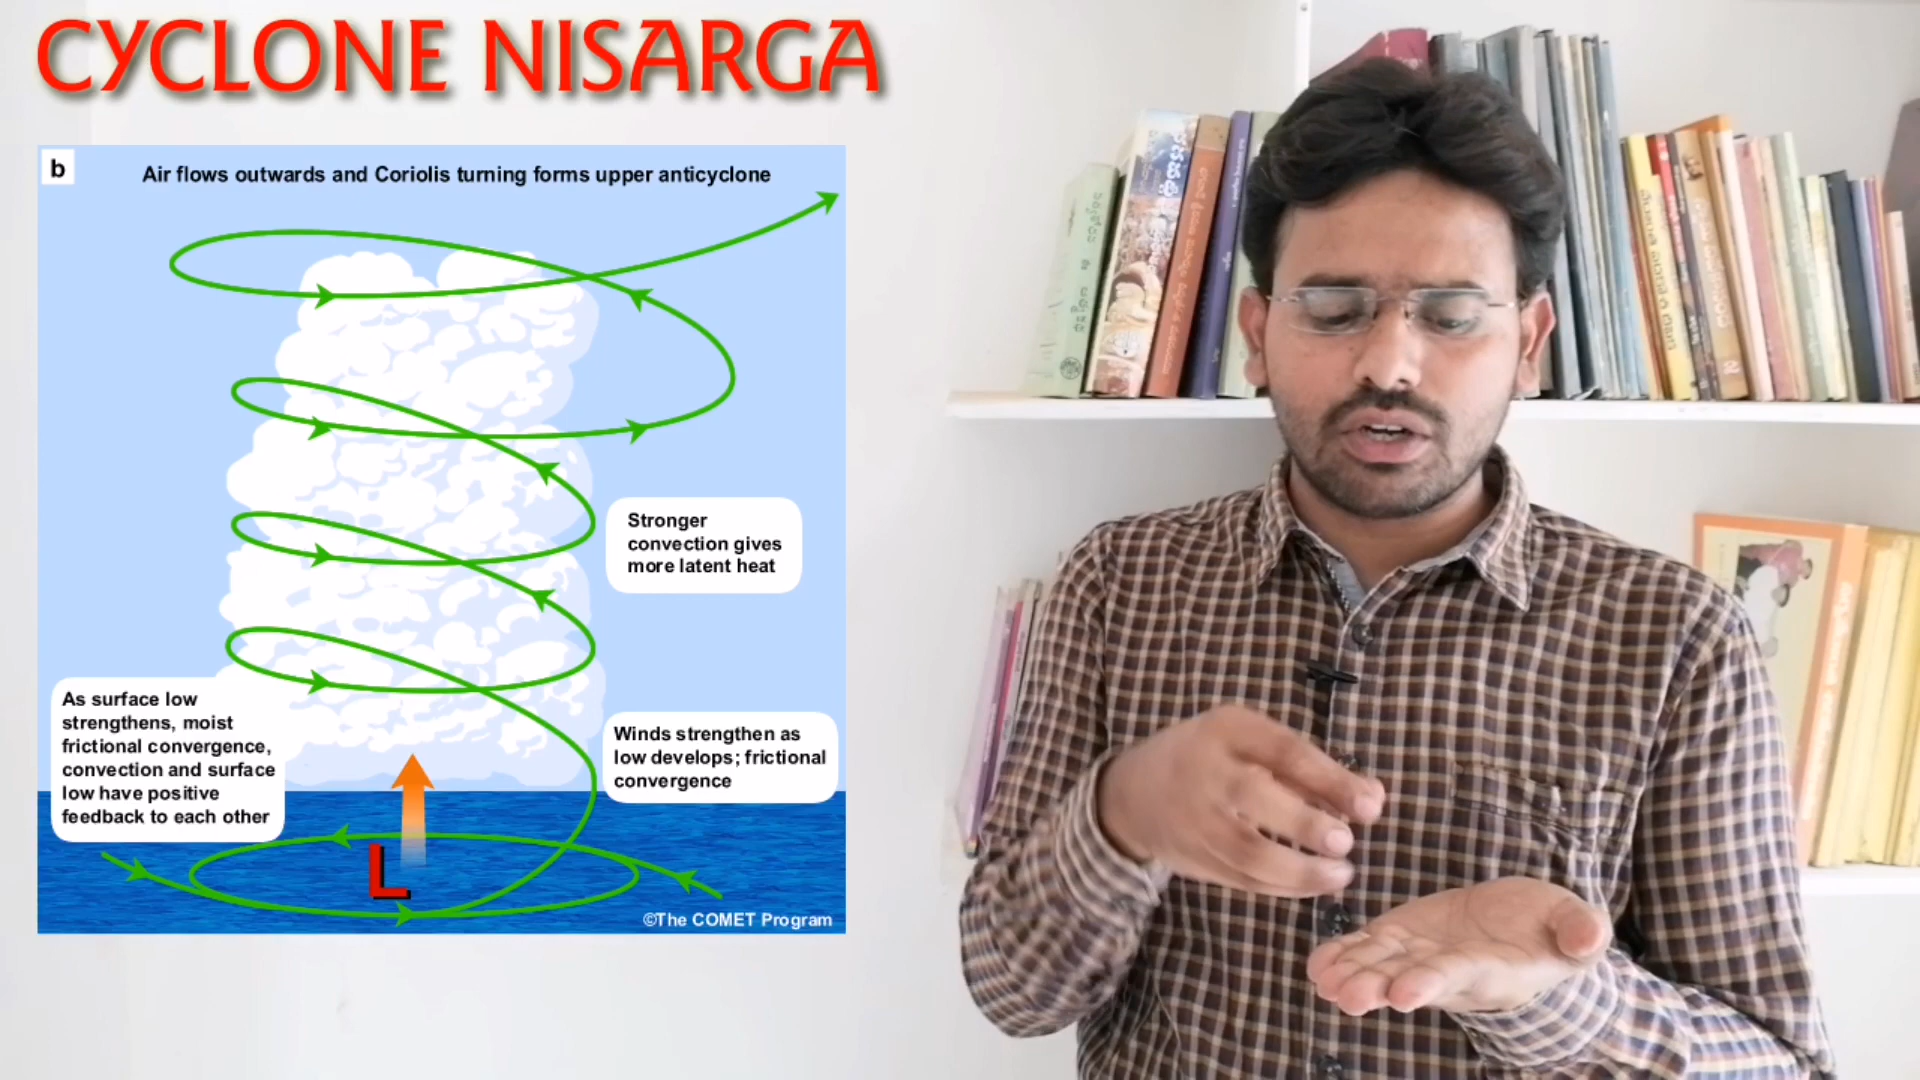 CYCLONE NISARGA
b
Air flows outwards and Coriolis turning forms upper anticyclone
Stronger
convection gives
more latent heat
As surface low
strengthens, moist
frictional convergence,
convection and surface
low have positive
feedback to each other
Winds strengthen as
low develops; frictional
convergence
L
©The COMET Program